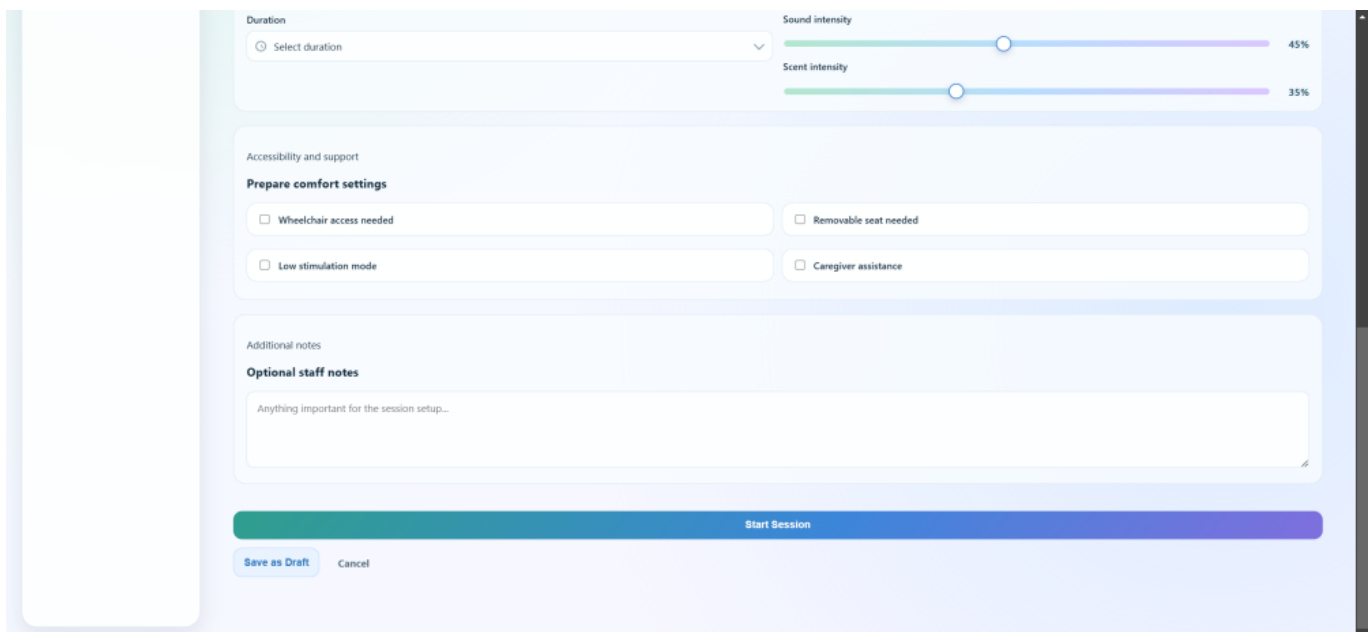 Duration
Select duration
Sound intensity
45%
Scent intensity
35%
Accessibility and support
Prepare comfort settings
Wheelchair access needed
Removable seat needed
Low stimulation mode
Caregiver assistance
Additional notes
Optional staff notes
Anything important for the session setup...
Start Session
Save as Draft
Cancel